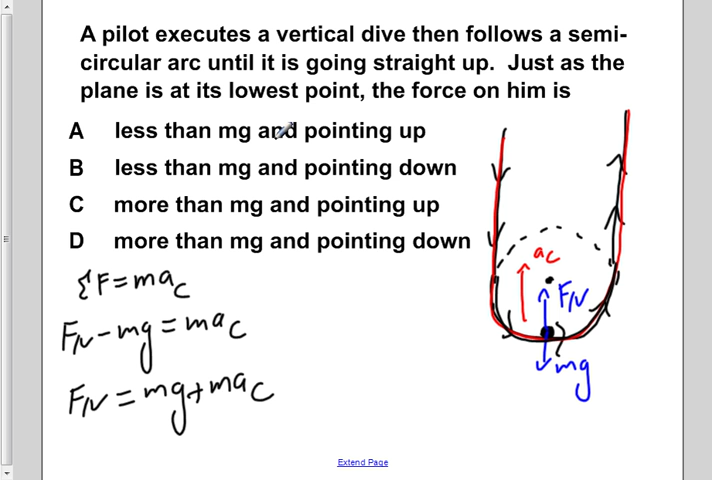 A pilot executes a vertical dive then follows a semi-
circular arc until it is going straight up. Just as the
plane is at its lowest point, the force on him is
A less than mg and pointing up
B less than mg and pointing down
C more than mg and pointing up
D more than mg and pointing down
ΣF=mac
FN-mg=mac
FN=mg+mac
ac
FN
mg
Extend Page